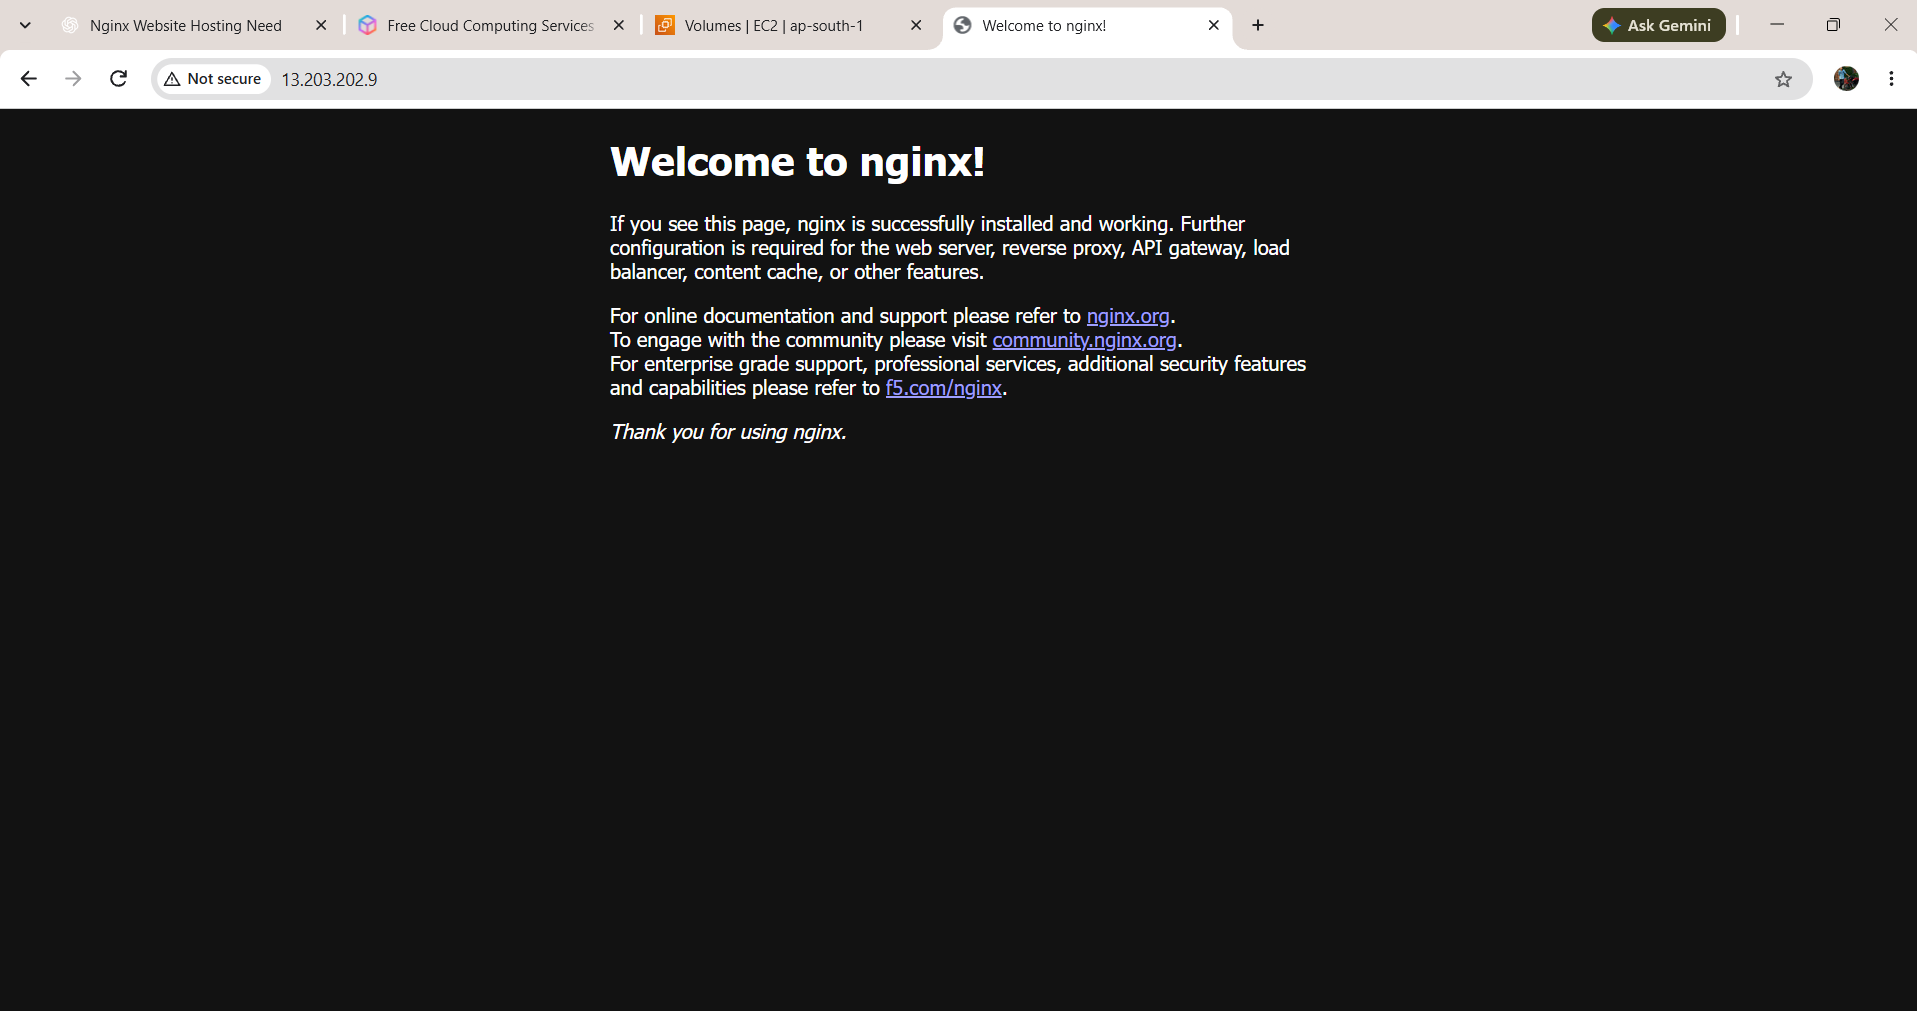 Nginx Website Hosting Need
Free Cloud Computing Services
Volumes | EC2 | ap-south-1
Welcome to nginx!
Ask Gemini
Not secure
13.203.202.9
Welcome to nginx!
If you see this page, nginx is successfully installed and working. Further
configuration is required for the web server, reverse proxy, API gateway, load
balancer, content cache, or other features.
For online documentation and support please refer to nginx.org.
To engage with the community please visit community.nginx.org.
For enterprise grade support, professional services, additional security features
and capabilities please refer to f5.com/nginx.
Thank you for using nginx.